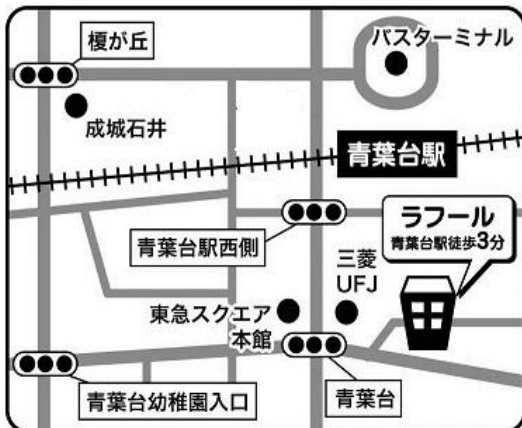 榎が丘
バスターミナル
成城石井
青葉台駅
ラフール
青葉台駅徒歩3分
青葉台駅西側
三菱
UFJ
東急スクエア
本館
青葉台幼稚園入口
青葉台